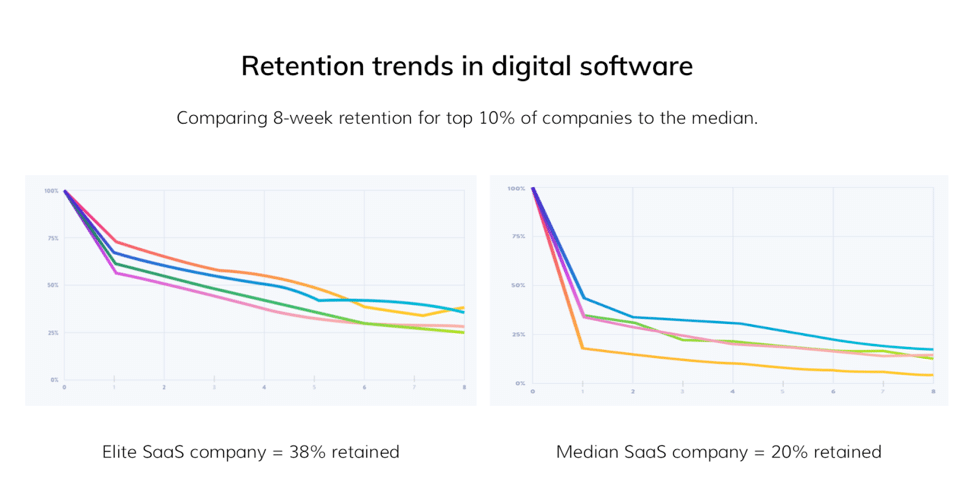 Retention trends in digital software
Comparing 8-week retention for top 10% of companies to the median.
100%
75%
50%
25%
0%
0 1 2 3 4 5 6 7 8
100%
75%
50%
25%
0%
0 1 2 3 4 5 6 7 8
Elite SaaS company = 38% retained
Median SaaS company = 20% retained